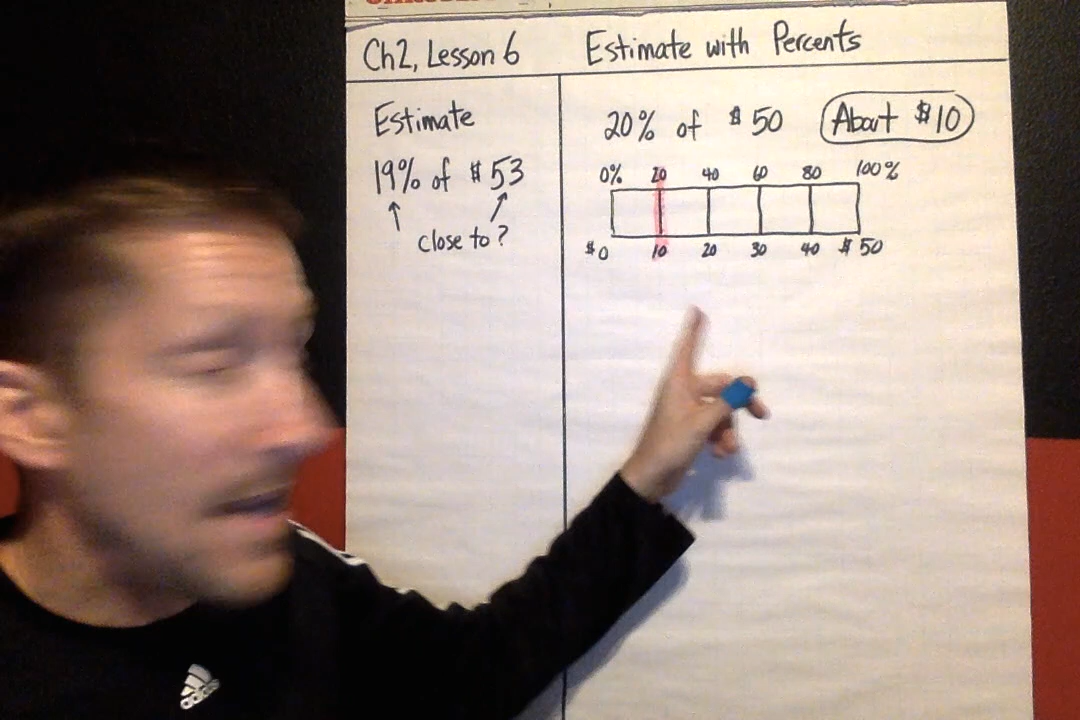 Ch2, Lesson 6
Estimate with Percents
Estimate
19% of $53
close to?
20% of $50
About $10
0% 20 40 60 80 100%
$0 10 20 30 40 $50
adidas